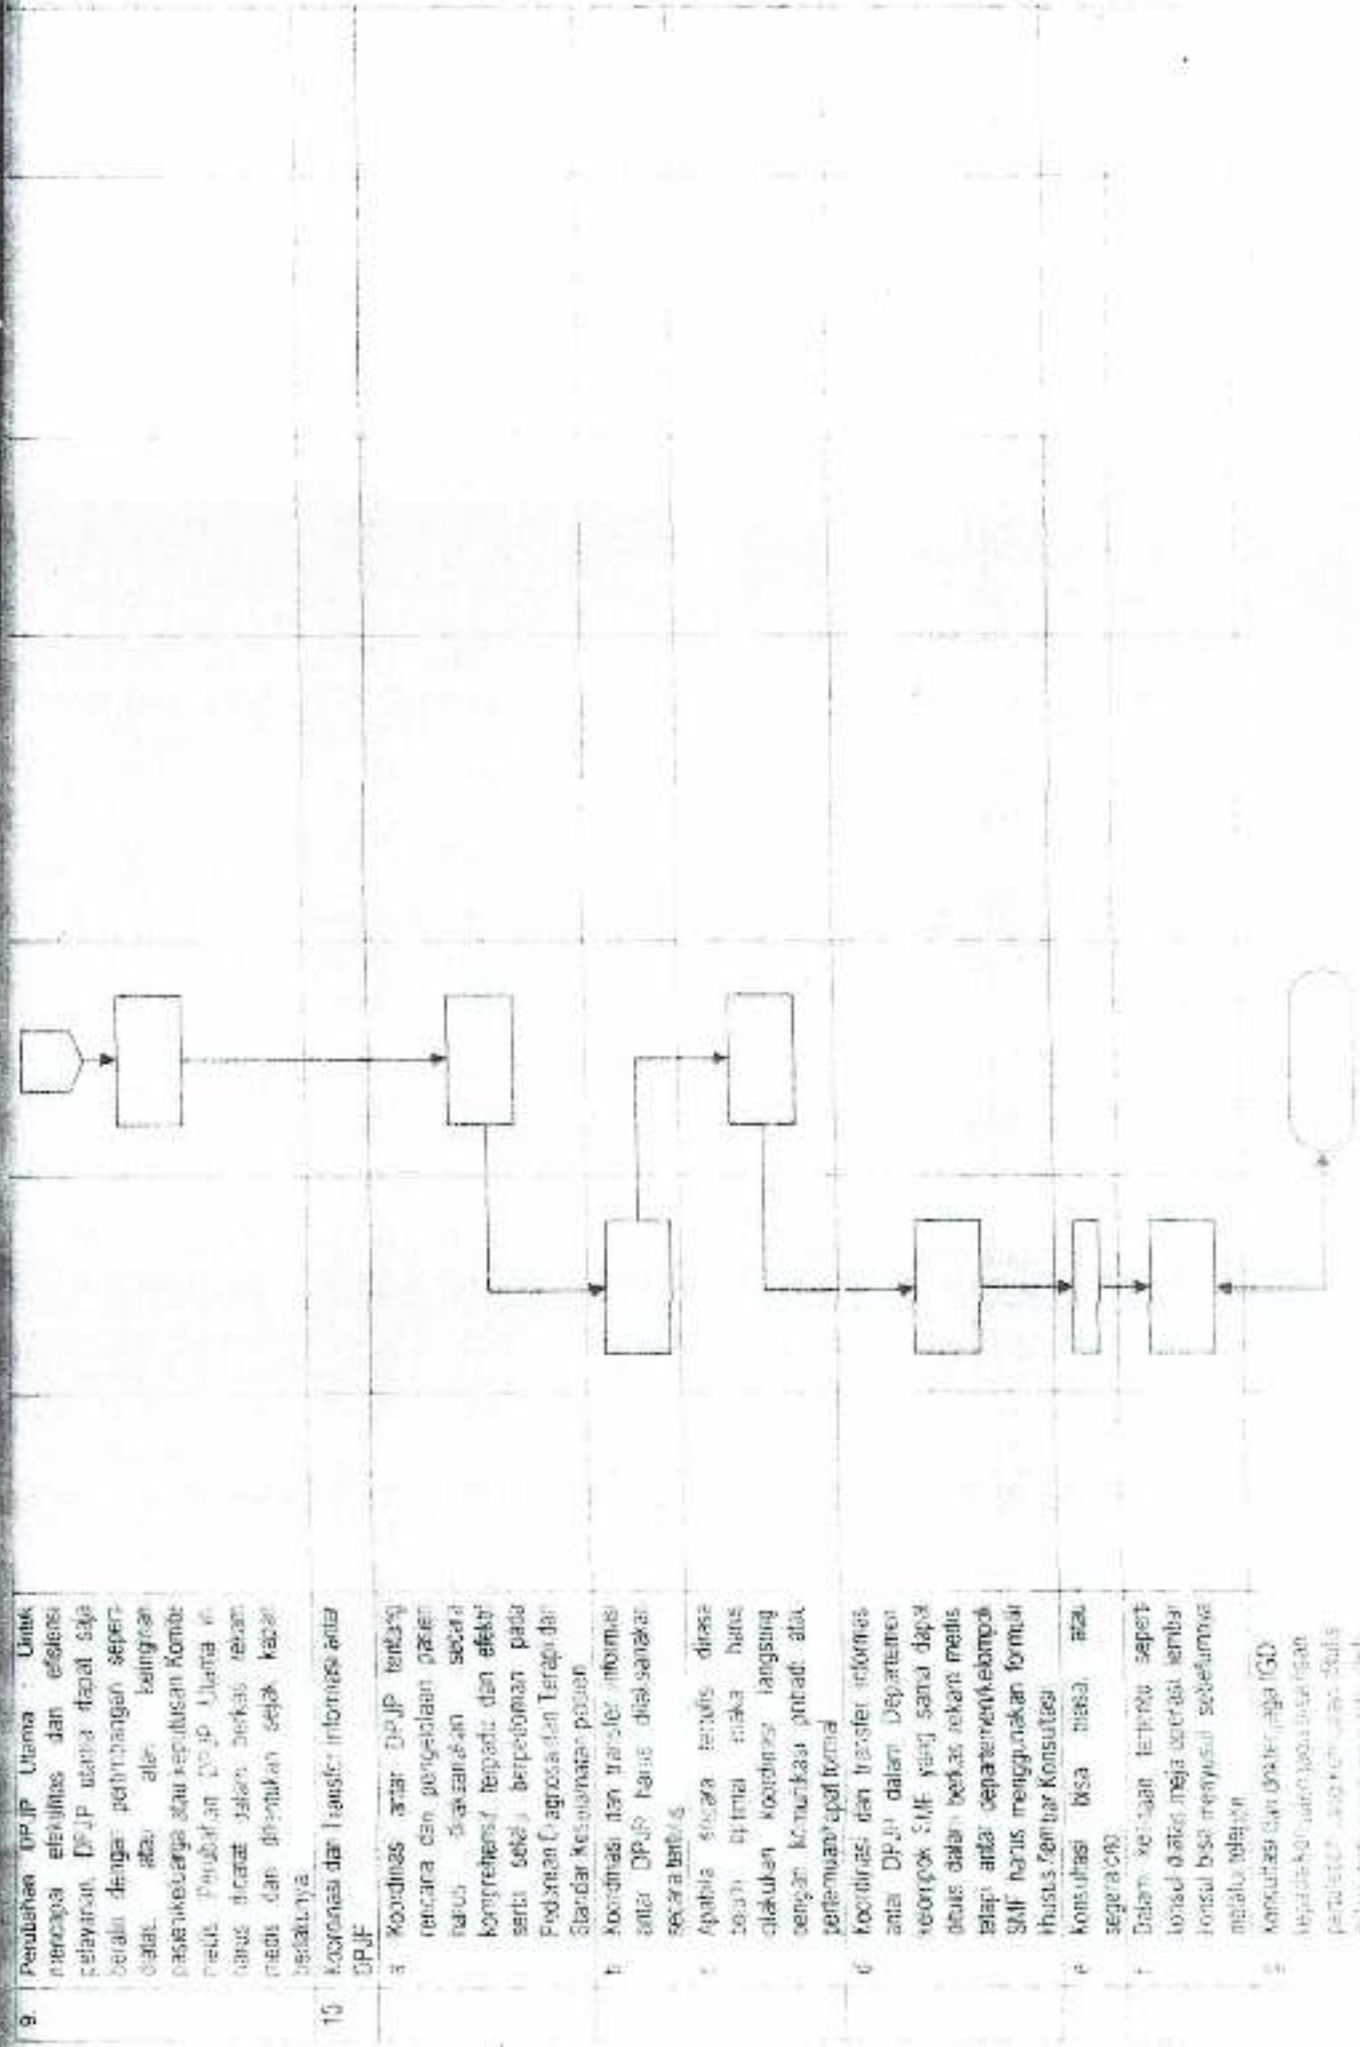 9. Perubahan DPJP Utama : Untuk
mencapai efektifitas dan efisiensi
pelayanan, DPJP utama dapat saja
beralih dengan pertimbangan seperti
diatas, atau atan keinginan
pasien/keluarga atau keputusan Komite
medis. Perubahan DPJP Utama ini
harus dicatat dalam berkas rekam
medis dan ditentukan sejak kapan
berlakunya
10 Koordinasi dan Transfer informasi antar
DPJP
a Koordinasi antar DPJP tentang
rencana dan pengelolaan pasien
harus dilaksanakan secara
komprehensif, terpadu dan efektif
serta selalu berpedoman pada
Pedoman Diagnosa dan Terapi dan
Standar Keselamatan pasien
b Koordinasi dan transfer informasi
antar DPJP harus dilaksanakan
secara tertulis
c Apabila secara tertulis dirasa
optimal maka harus
dilakukan koordinasi langsung
dengan komunikasi pribadi atau
pertemuan/rapat formal
d Koordinasi dan transfer informasi
antar DPJP dalam Departemen
kelompok SMF yang sama dapat
ditulis dalam berkas rekam medis
tetapi antar departemen/kelompok
SMF harus menggunakan formulir
khusus/lembar Konsultasi
e konsultasi bisa biasa, atau
segera/cito
f Dalam keadaan tertentu seperti
konsul diatas meja operasi, lembar
konsul bisa menyusul sebelumnya
melalui telepon
Konsultasi dari dokter jaga IGD